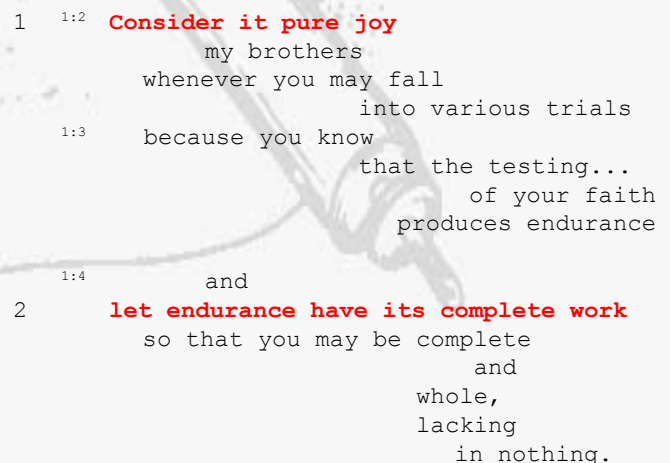 1 1:2 Consider it pure joy
my brothers
whenever you may fall
into various trials
1:3 because you know
that the testing...
of your faith
produces endurance
1:4 and
2 let endurance have its complete work
so that you may be complete
and
whole,
lacking
in nothing.